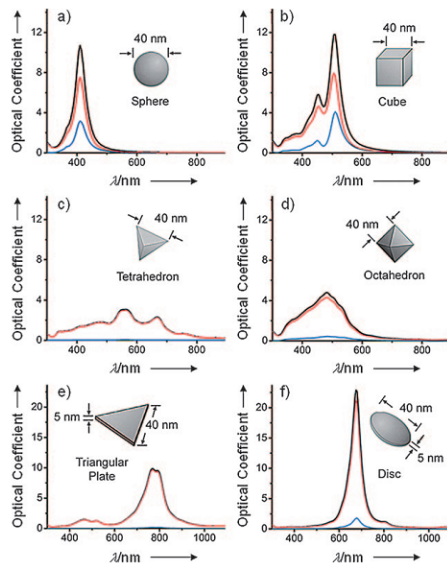 a)
40 nm
Sphere
Optical Coefficient
12
8
4
0
400 600 800
λ/nm
b)
40 nm
Cube
Optical Coefficient
12
8
4
0
400 600 800
λ/nm
c)
40 nm
Tetrahedron
Optical Coefficient
12
8
4
0
400 600 800
λ/nm
d)
40 nm
Octahedron
Optical Coefficient
12
8
4
0
400 600 800
λ/nm
e)
5 nm
40 nm
Triangular
Plate
Optical Coefficient
20
15
10
5
0
400 600 800 1000
λ/nm
f)
40 nm
5 nm
Disc
Optical Coefficient
20
15
10
5
0
400 600 800 1000
λ/nm